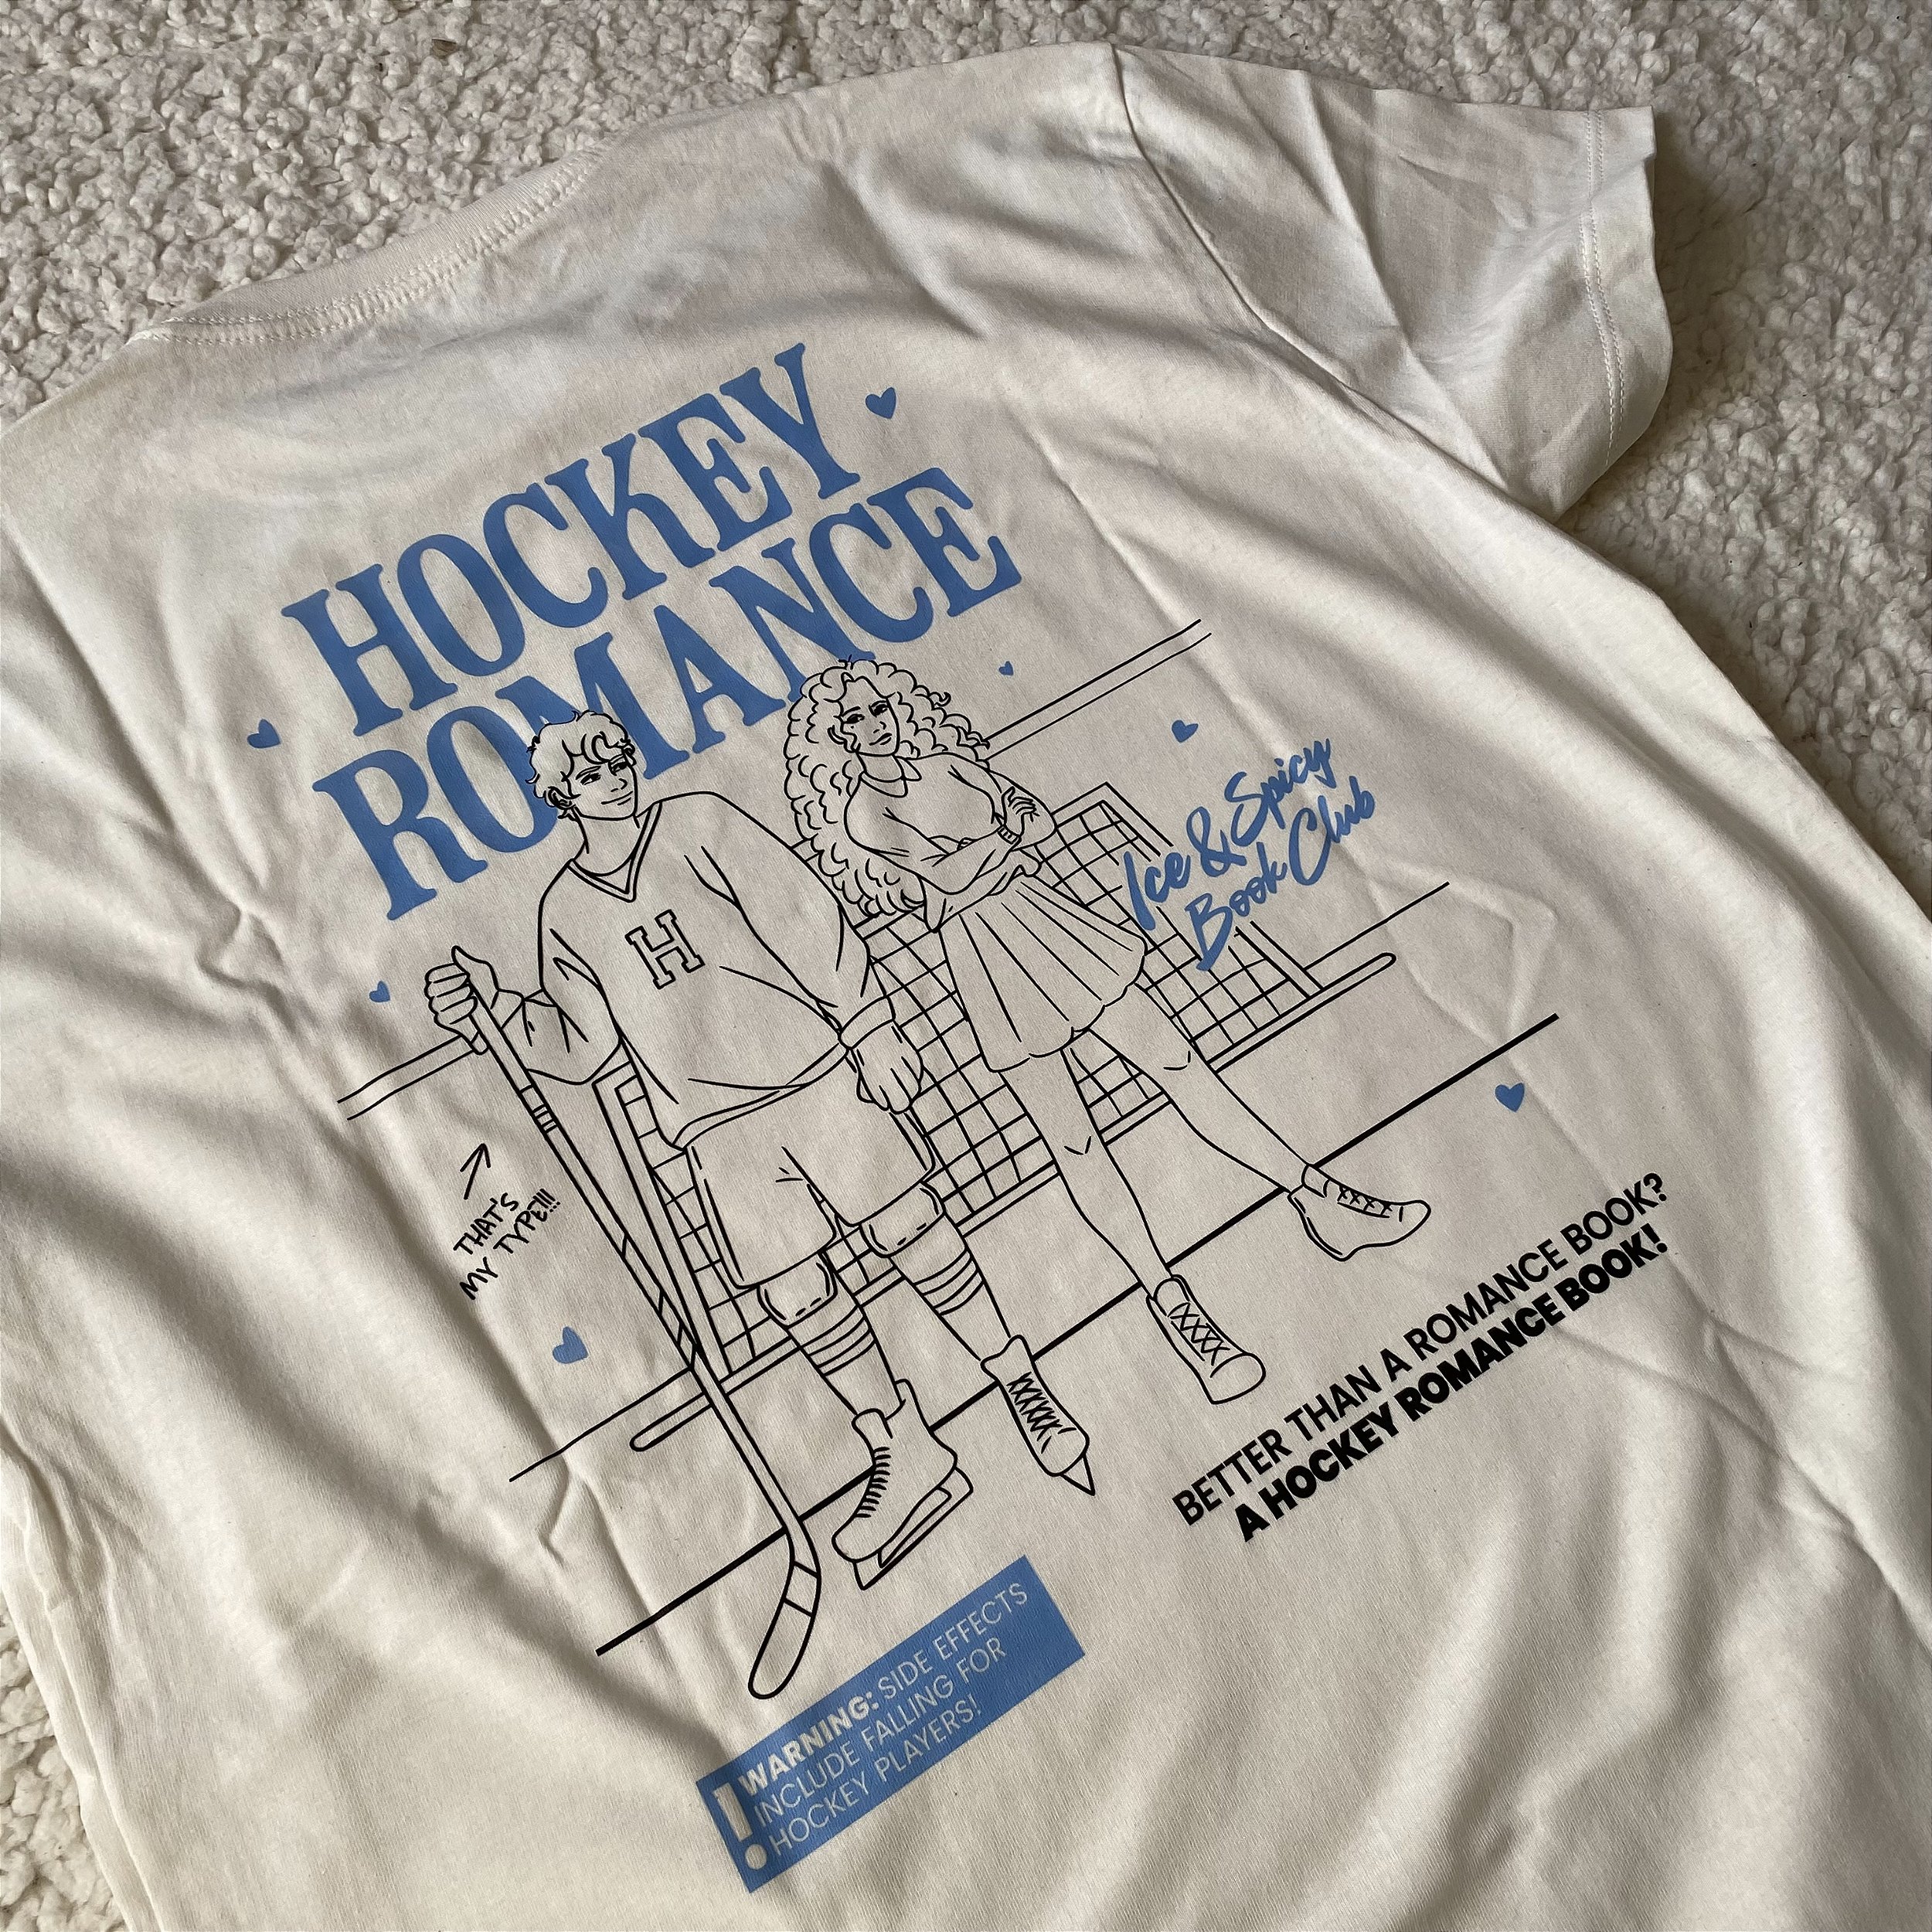 HOCKEY
ROMANCE
Ice & Spicy
Book Club
H
THAT'S
MY TYPE!!!
BETTER THAN A ROMANCE BOOK?
A HOCKEY ROMANCE BOOK!
! WARNING: SIDE EFFECTS
INCLUDE FALLING FOR
HOCKEY PLAYERS!